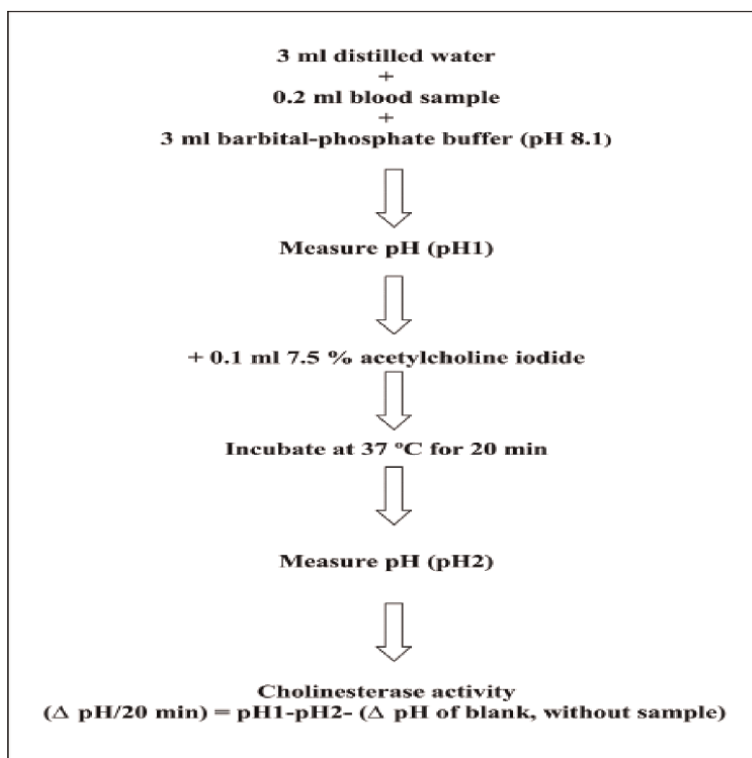 3 ml distilled water
+
0.2 ml blood sample
+
3 ml barbital-phosphate buffer (pH 8.1)
Measure pH (pH1)
+ 0.1 ml 7.5 % acetylcholine iodide
Incubate at 37 ºC for 20 min
Measure pH (pH2)
Cholinesterase activity
(Δ pH/20 min) = pH1-pH2- (Δ pH of blank, without sample)